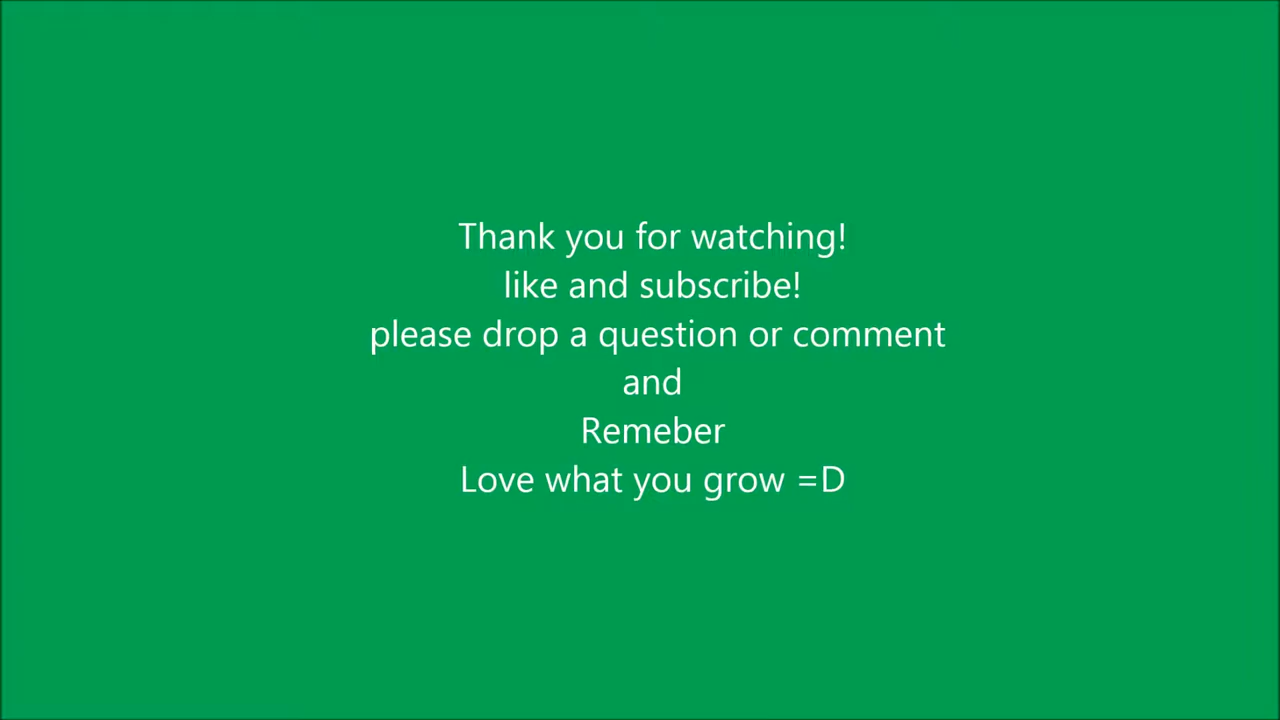 Thank you for watching!
like and subscribe!
please drop a question or comment
and
Remeber
Love what you grow =D